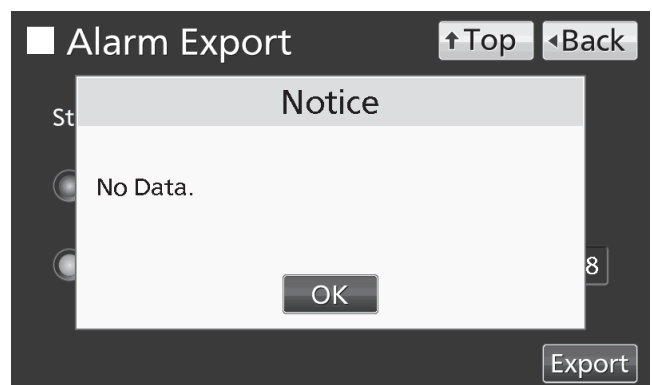 Alarm Export
↑Top
◂Back
Notice
St
No Data.
8
OK
Export